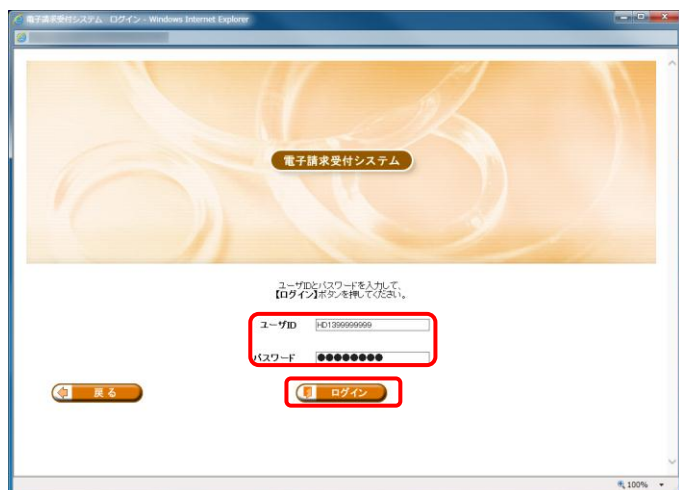 電子請求受付システム ログイン - Windows Internet Explorer
電子請求受付システム
ユーザIDとパスワードを入力して、
【ログイン】ボタンを押してください。
ユーザID HD1399999999
パスワード ●●●●●●●●
戻る ログイン
100%